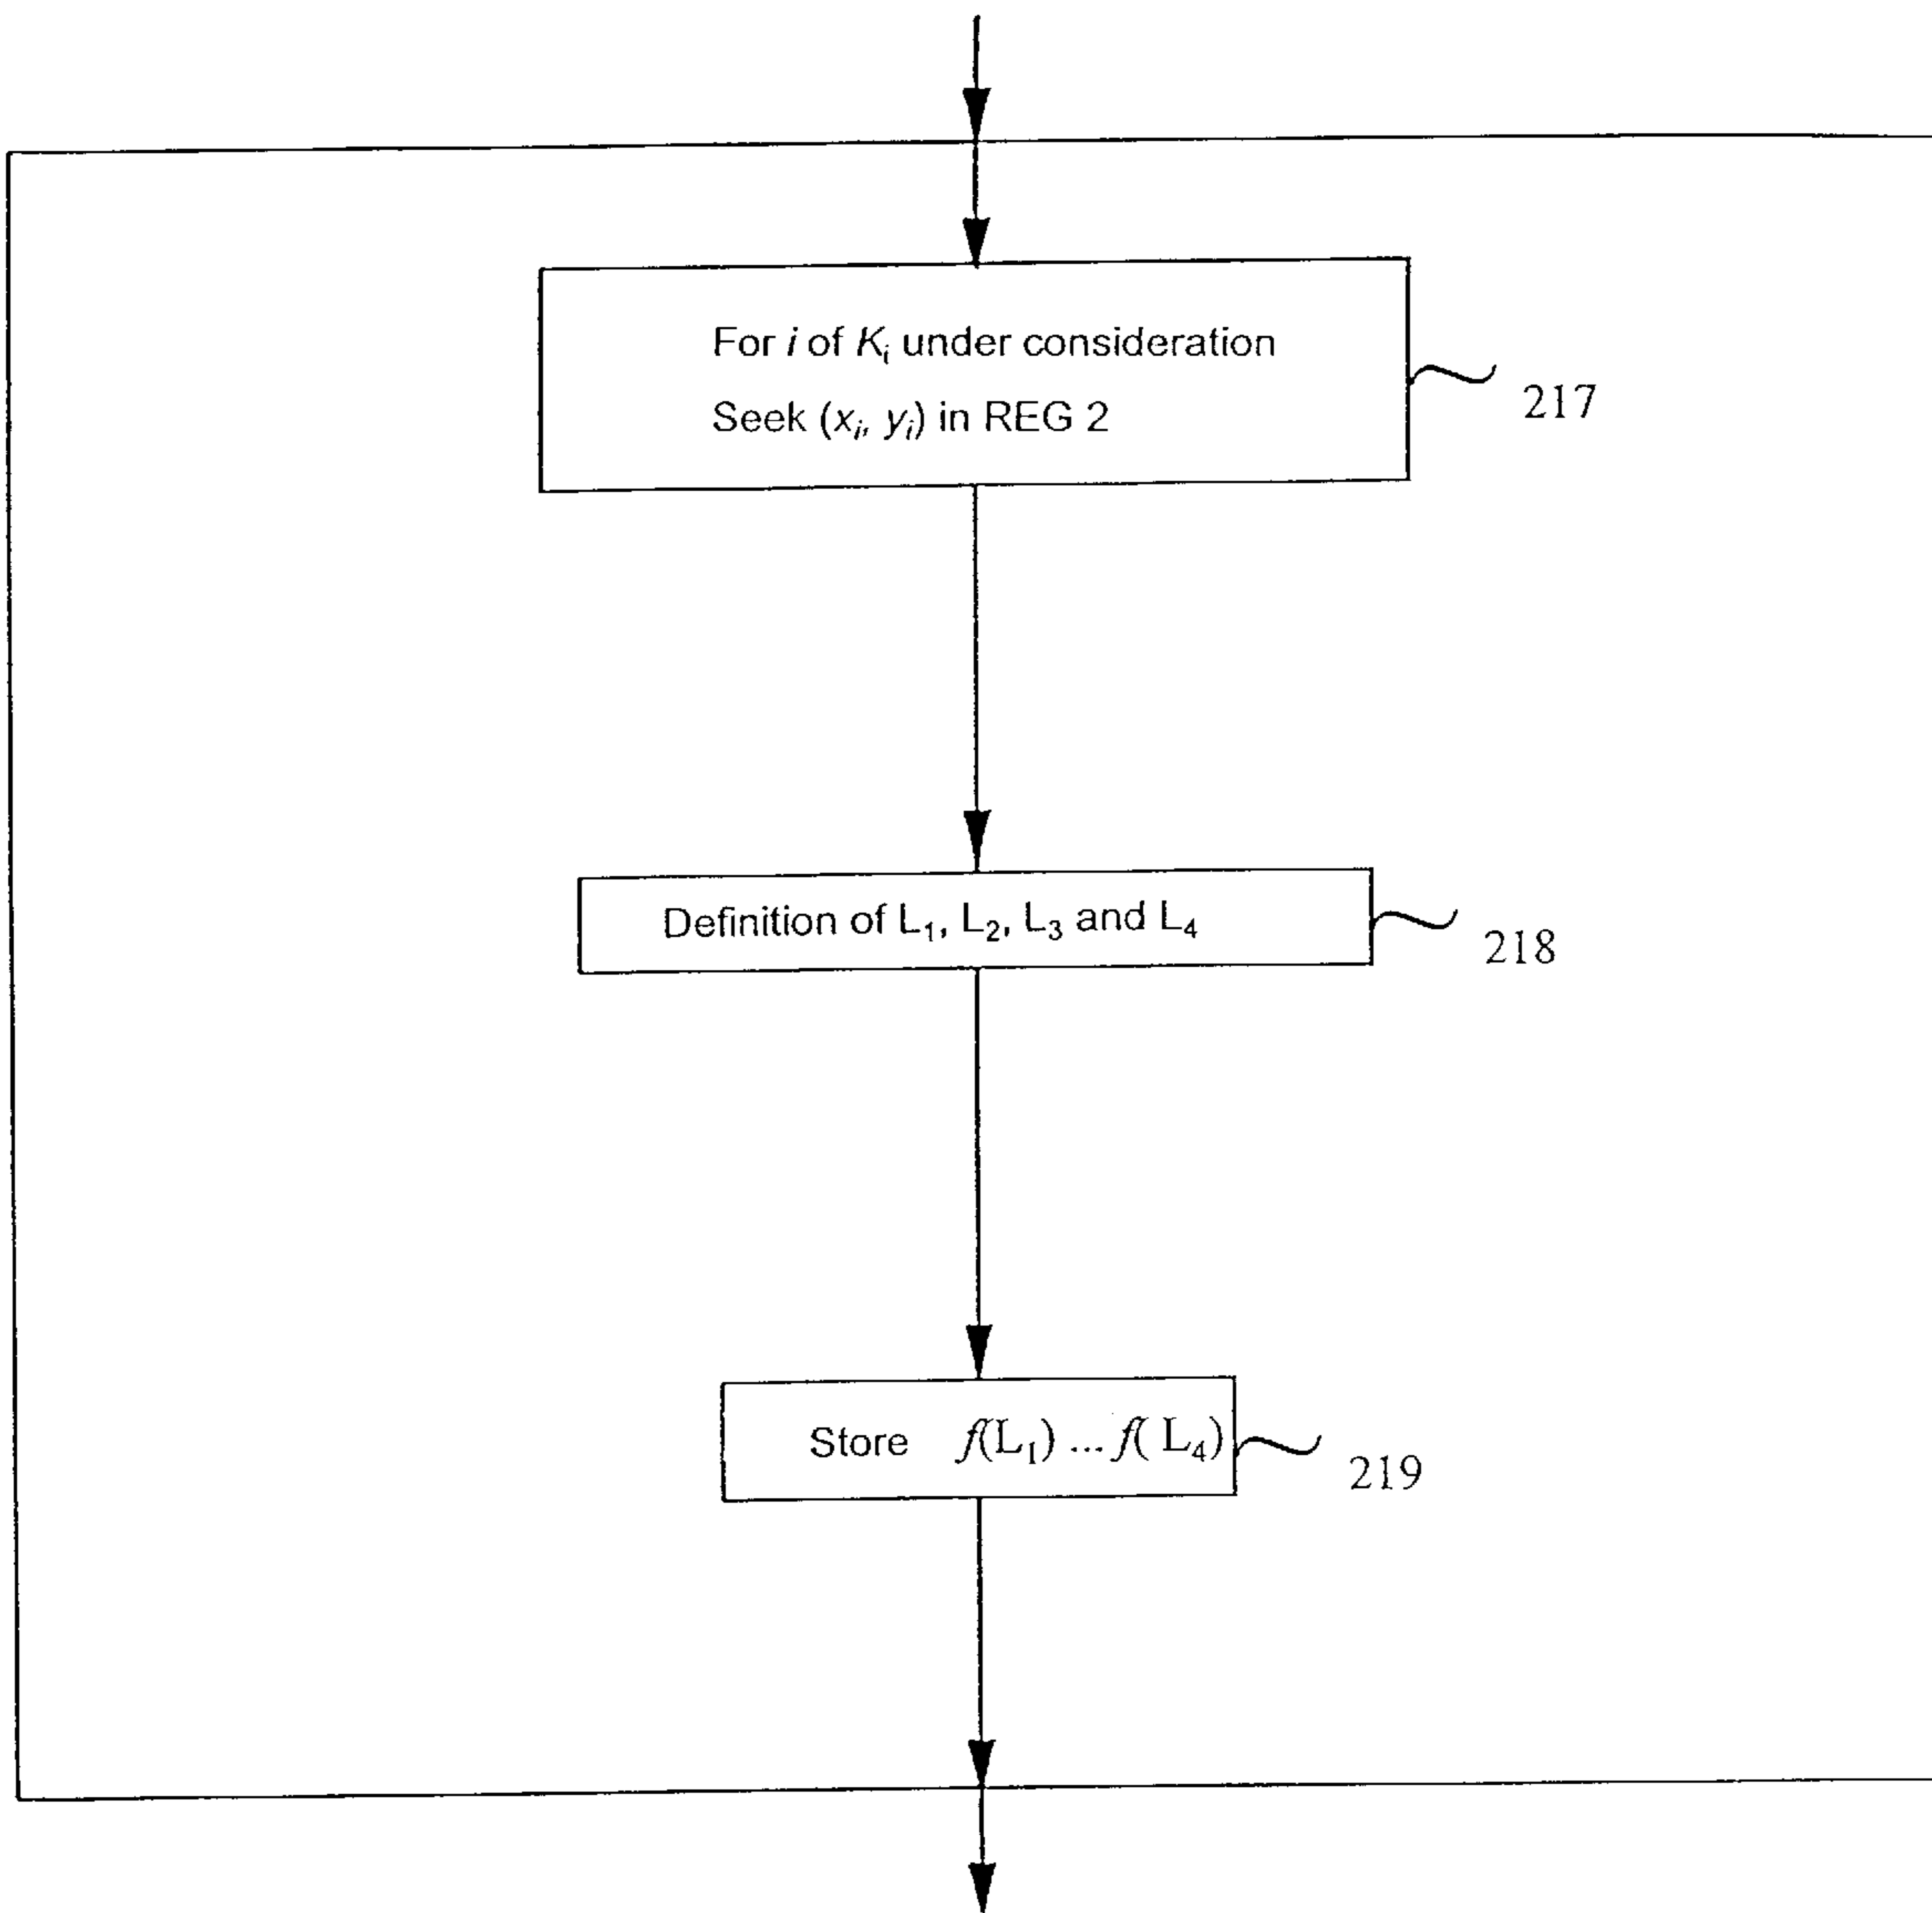 For i of Kᵢ under consideration
Seek (xᵢ, yᵢ) in REG 2
217
Definition of L₁, L₂, L₃ and L₄
218
Store f(L₁) ... f( L₄)
219